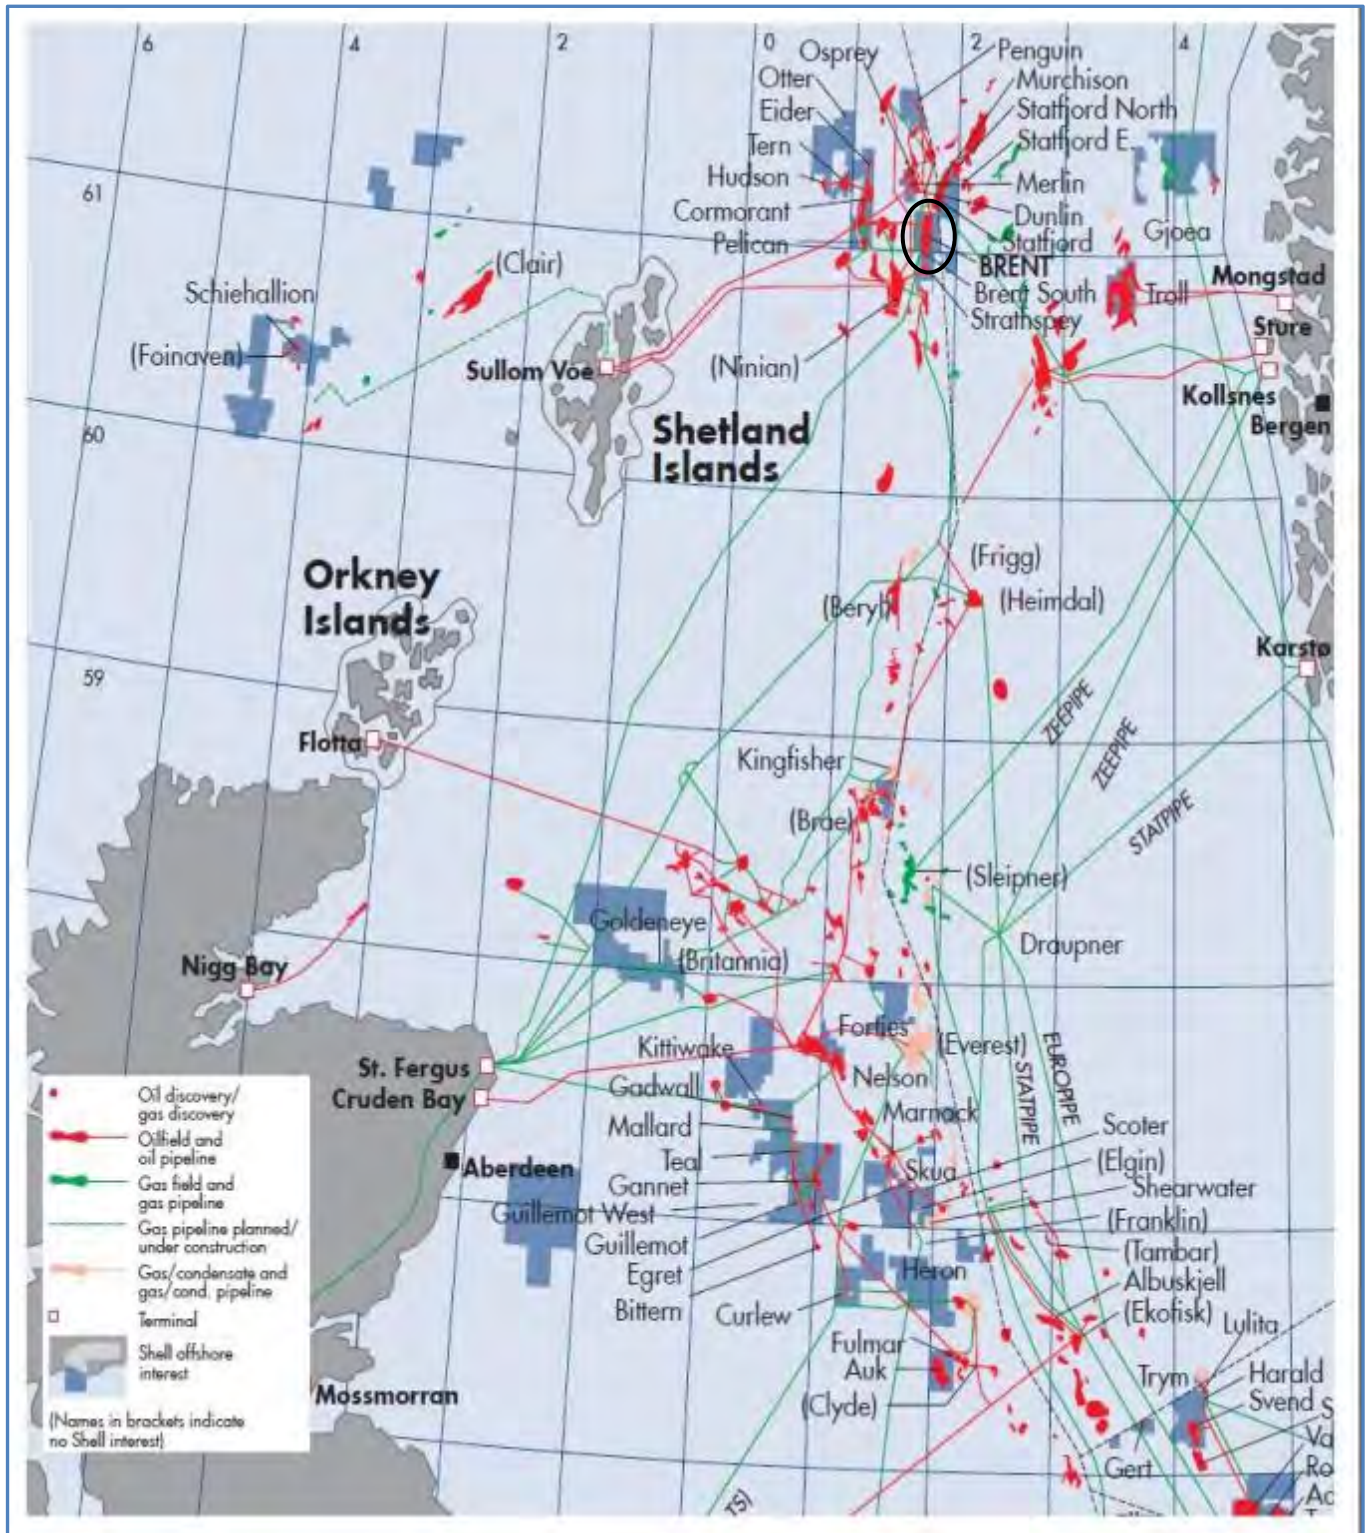 6
4
2
0
2
4
Osprey
Penguin
Otter
Murchison
Eider
Statfjord North
Tern
Statfjord E.
Hudson
Merlin
61
Cormorant
Dunlin
Pelican
Statfjord
Gjoea
(Clair)
BRENT
Mongstad
Schiehallion
Brent South
Troll
Strathspey
Sture
(Foinaven)
Sullom Voe
(Ninian)
Kollsnes
Bergen
60
Shetland
Islands
(Frigg)
Orkney
Islands
(Beryl)
(Heimdal)
Karstø
59
ZEEPIPE
Flotta
ZEEPIPE
Kingfisher
STATPIPE
(Brae)
(Sleipner)
Goldeneye
Draupner
(Britannia)
Nigg Bay
Forties
(Everest)
EUROPIPE
Kittiwake
St. Fergus
STATPIPE
Nelson
Gadwall
Cruden Bay
Marnock
Mallard
Scoter
Teal
(Elgin)
Aberdeen
Skua
Gannet
Shearwater
Guillemot West
(Franklin)
Guillemot
(Tambar)
Egret
Heron
Albuskjell
Bittern
Curlew
(Ekofisk)
Lulita
Fulmar
Auk
Trym
Harald
(Clyde)
Svend
S
Va
Gert
Ro
Ac
TS)
Mossmorran
Oil discovery/
gas discovery
Oilfield and
oil pipeline
Gas field and
gas pipeline
Gas pipeline planned/
under construction
Gas/condensate and
gas/cond. pipeline
Terminal
Shell offshore
interest
(Names in brackets indicate
no Shell interest)